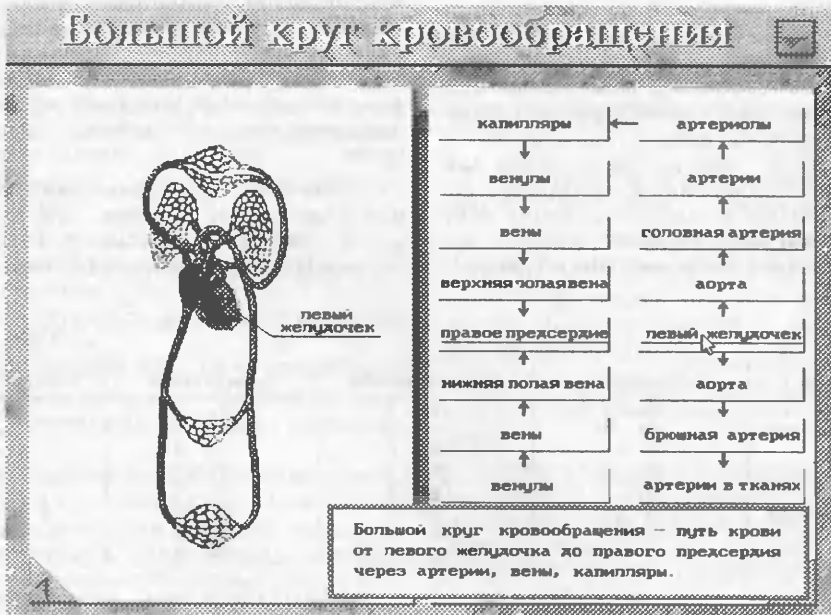 Большой круг кровообращения
левый
желудочек
капилляры
артериолы
венулы
артерии
вены
головная артерия
верхняя полая вена
аорта
правое предсердие
левый желудочек
нижняя полая вена
аорта
вены
брюшная артерия
венулы
артерии в тканях
Большой круг кровообращения - путь крови
от левого желудочка до правого предсердия
через артерии, вены, капилляры.
1